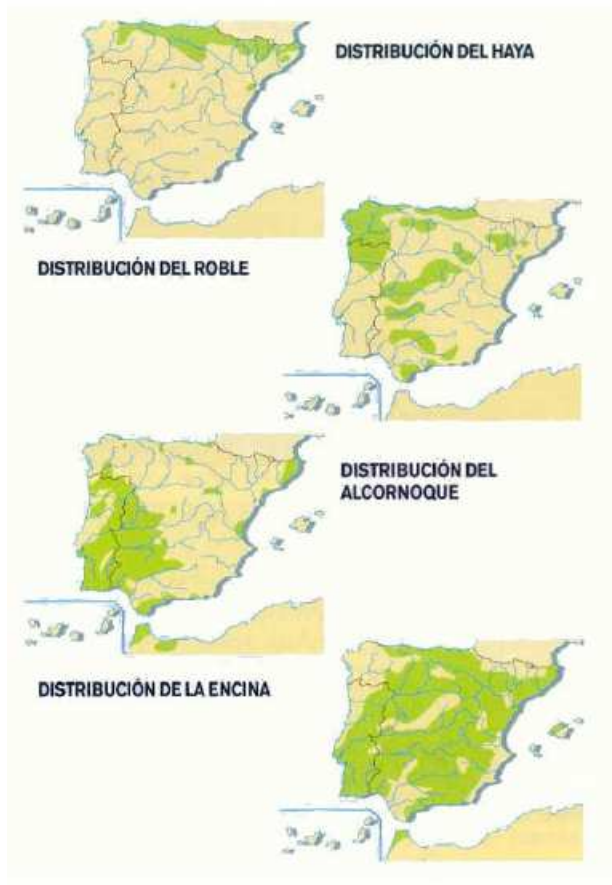 DISTRIBUCIÓN DEL HAYA
DISTRIBUCIÓN DEL ROBLE
DISTRIBUCIÓN DEL
ALCORNOQUE
DISTRIBUCIÓN DE LA ENCINA